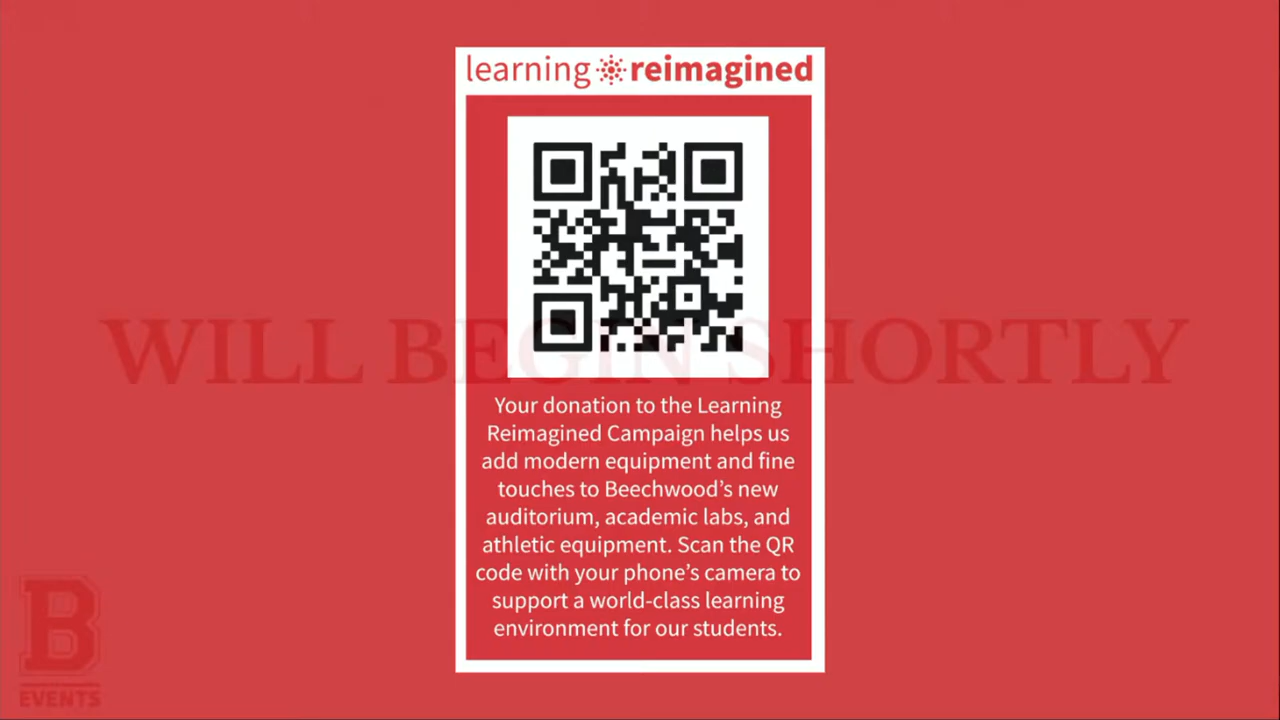 learning reimagined
WILL BEGIN SHORTLY
Your donation to the Learning
Reimagined Campaign helps us
add modern equipment and fine
touches to Beechwood’s new
auditorium, academic labs, and
athletic equipment. Scan the QR
code with your phone’s camera to
support a world-class learning
environment for our students.
B
EVENTS